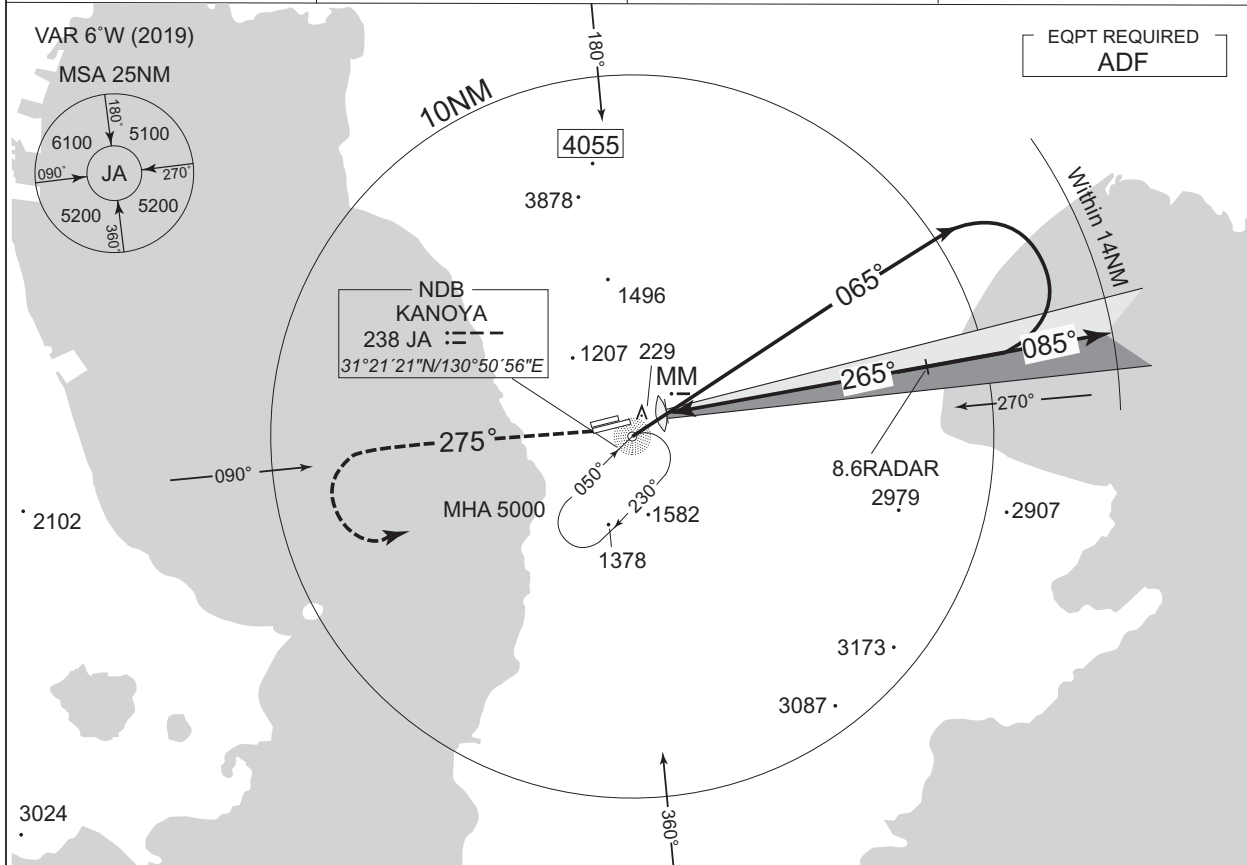 VAR 6°W (2019)
MSA 25NM
180°
6100
5100
090°
JA
270°
5200
5200
360°
180°
EQPT REQUIRED
ADF
10NM
4055
3878
Within 14NM
1496
065°
NDB
KANOYA
238 JA
31°21´21"N/130°50´56"E
1207
229
MM
085°
265°
270°
275°
090°
050°
230°
8.6RADAR
2979
MHA 5000
1582
2907
2102
1378
3173
3087
3024
360°